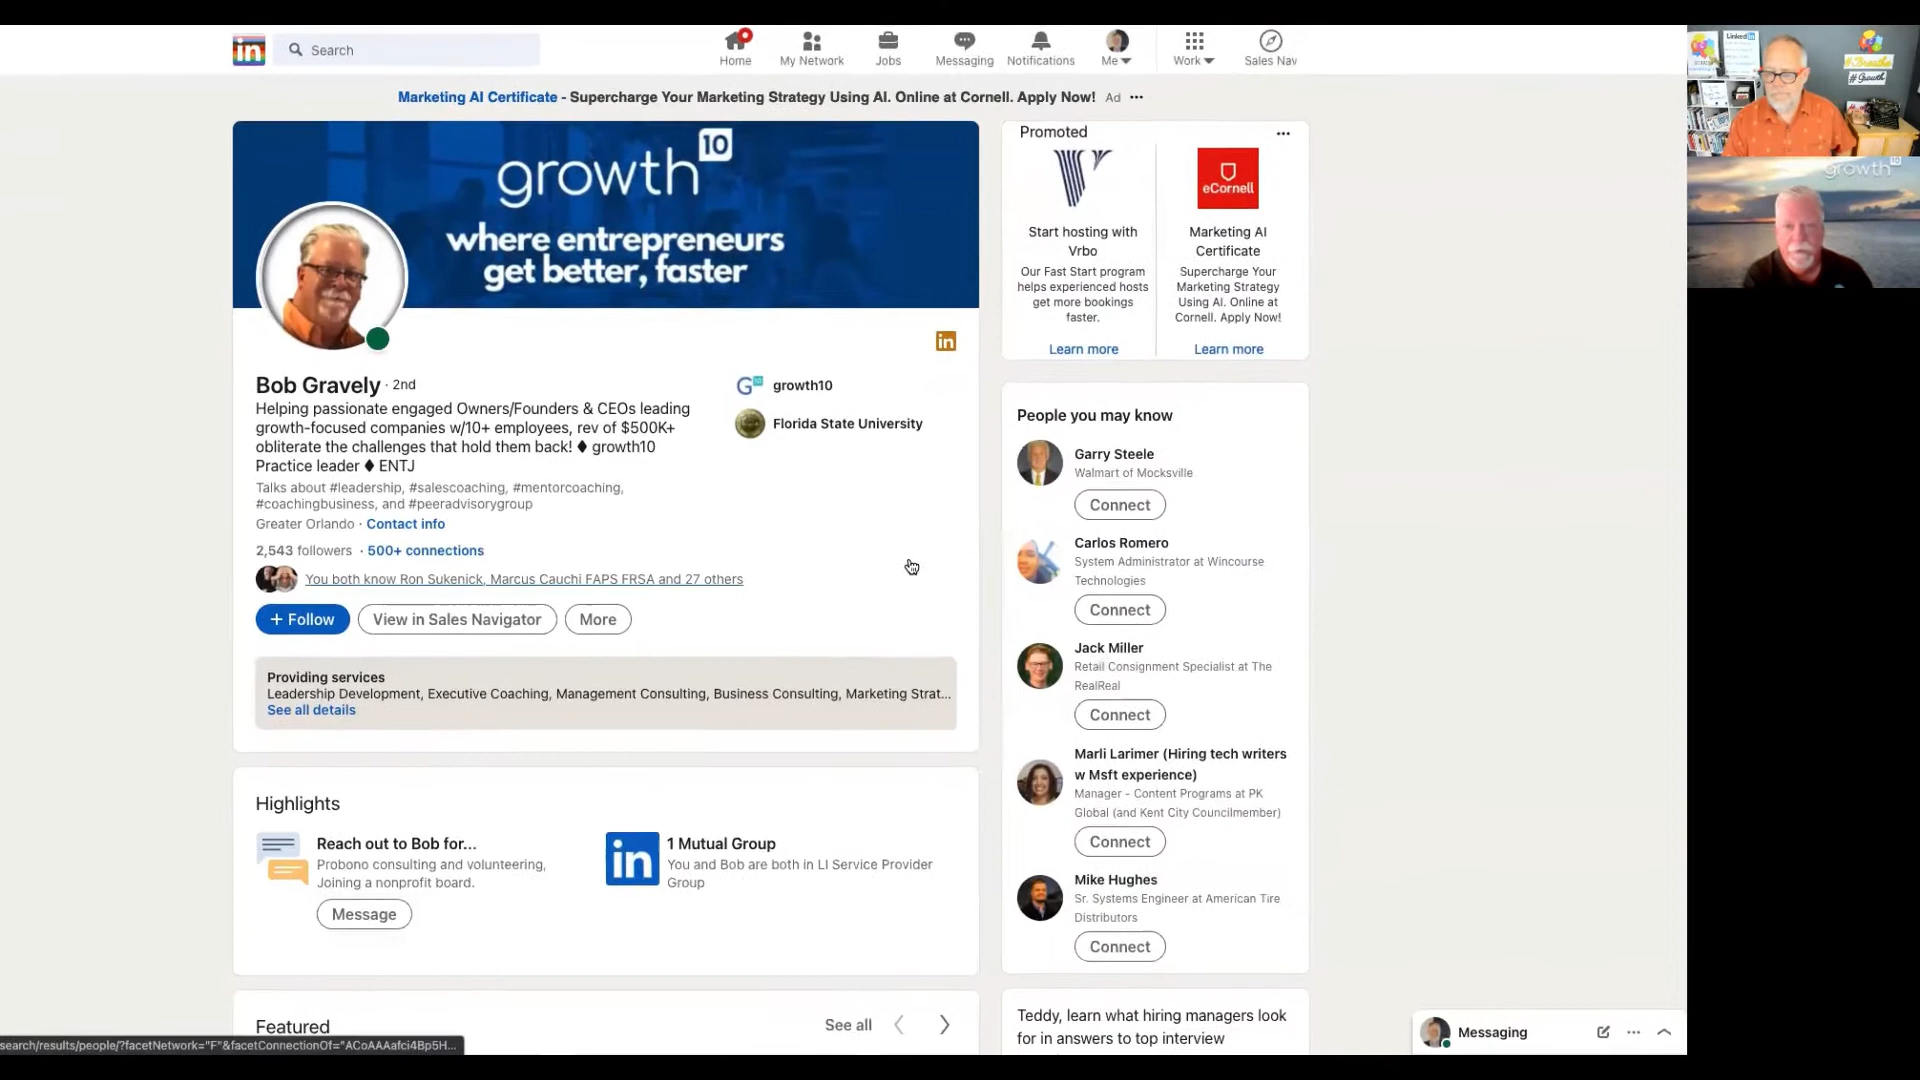 in
Search
Home
My Network
Jobs
Messaging
Notifications
Me
Work
Sales Nav
Marketing AI Certificate - Supercharge Your Marketing Strategy Using AI. Online at Cornell. Apply Now! Ad •••
growth10
where entrepreneurs
get better, faster
in
Bob Gravely · 2nd
Helping passionate engaged Owners/Founders & CEOs leading
growth-focused companies w/10+ employees, rev of $500K+
obliterate the challenges that hold them back! ♦ growth10
Practice leader ♦ ENTJ
Talks about #leadership, #salescoaching, #mentorcoaching,
#coachingbusiness, and #peeradvisorygroup
Greater Orlando · Contact info
2,543 followers · 500+ connections
You both know Ron Sukenick, Marcus Cauchi FAPS FRSA and 27 others
+ Follow
View in Sales Navigator
More
G10 growth10
Florida State University
Providing services
Leadership Development, Executive Coaching, Management Consulting, Business Consulting, Marketing Strat...
See all details
Highlights
Reach out to Bob for...
Probono consulting and volunteering,
Joining a nonprofit board.
Message
in
1 Mutual Group
You and Bob are both in LI Service Provider
Group
Featured
See all
search/results/people/?facetNetwork="F"&facetConnectionOf="ACoAAAafci4Bp5H...
Promoted
Start hosting with
Vrbo
Our Fast Start program
helps experienced hosts
get more bookings
faster.
Learn more
eCornell
Marketing AI
Certificate
Supercharge Your
Marketing Strategy
Using AI. Online at
Cornell. Apply Now!
Learn more
People you may know
Garry Steele
Walmart of Mocksville
Connect
Carlos Romero
System Administrator at Wincourse
Technologies
Connect
Jack Miller
Retail Consignment Specialist at The
RealReal
Connect
Marli Larimer (Hiring tech writers
w Msft experience)
Manager - Content Programs at PK
Global (and Kent City Councilmember)
Connect
Mike Hughes
Sr. Systems Engineer at American Tire
Distributors
Connect
Teddy, learn what hiring managers look
for in answers to top interview
Messaging
LinkedIn
#Breathe
#Growth
growth10